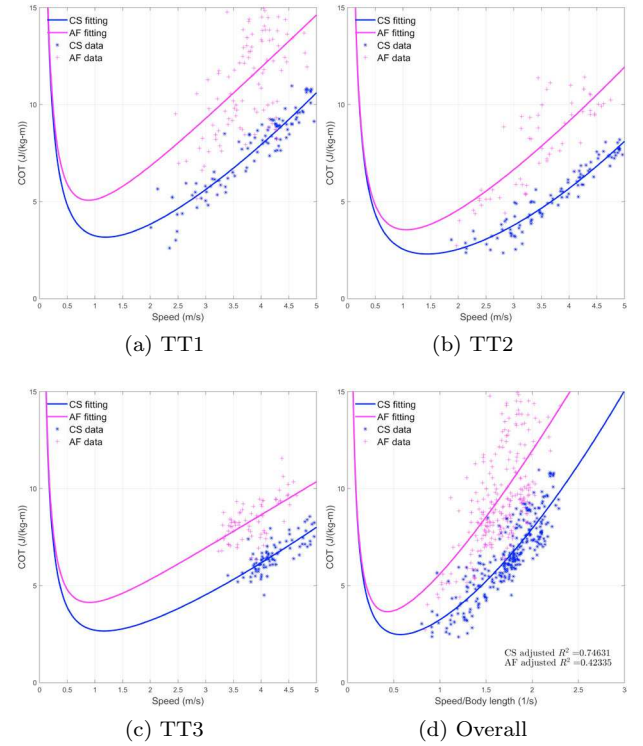 15
10
5
0
COT (J/(kg-m))
CS fitting
AF fitting
CS data
AF data
0 0.5 1 1.5 2 2.5 3 3.5 4 4.5 5
Speed (m/s)
(a) TT1
15
10
5
0
COT (J/(kg-m))
CS fitting
AF fitting
CS data
AF data
0 0.5 1 1.5 2 2.5 3 3.5 4 4.5 5
Speed (m/s)
(b) TT2
15
10
5
0
COT (J/(kg-m))
CS fitting
AF fitting
CS data
AF data
0 0.5 1 1.5 2 2.5 3 3.5 4 4.5 5
Speed (m/s)
(c) TT3
15
10
5
0
COT (J/(kg-m))
CS fitting
AF fitting
CS data
AF data
CS adjusted R² =0.74631
AF adjusted R² =0.42335
0 0.5 1 1.5 2 2.5 3
Speed/Body length (1/s)
(d) Overall